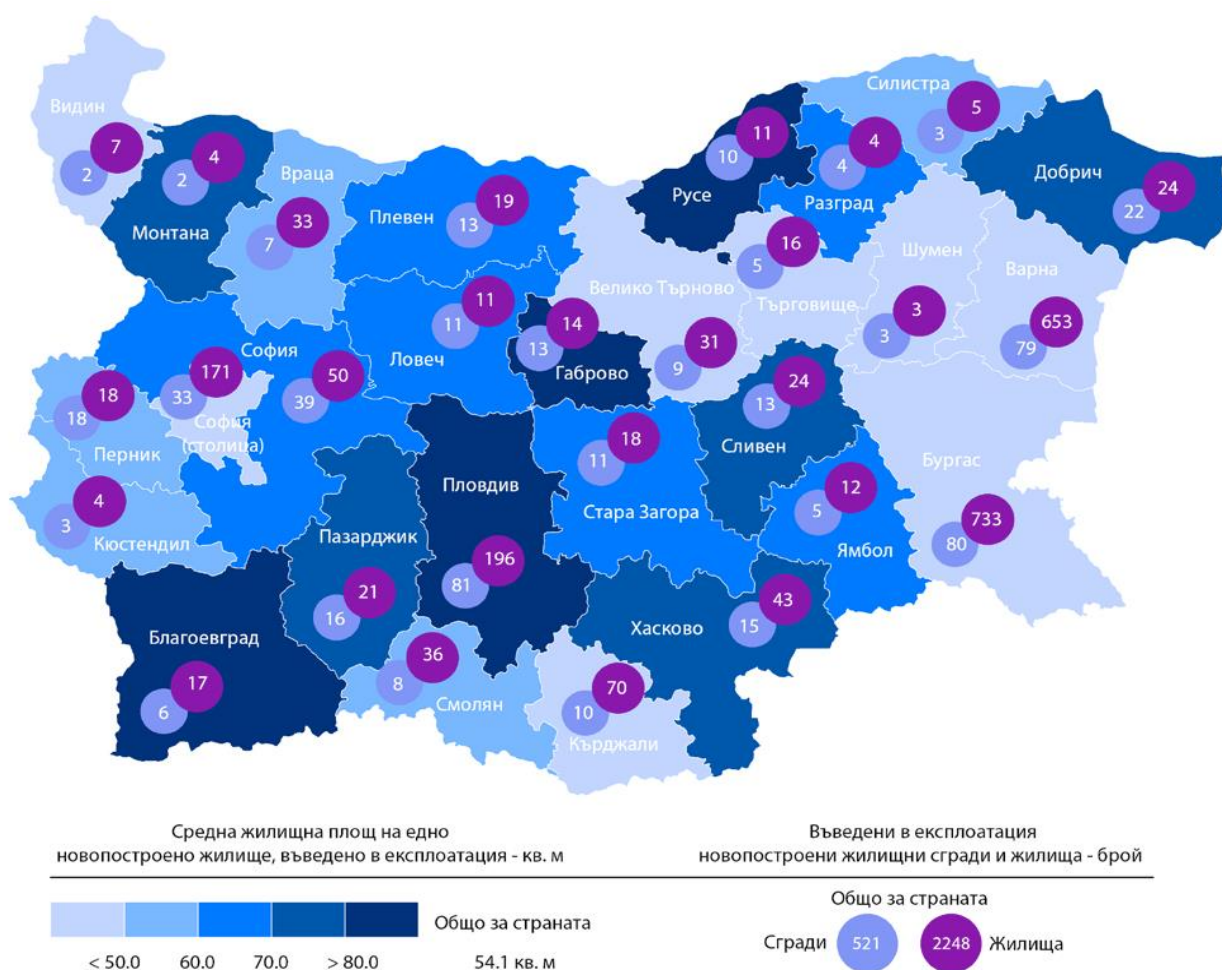 Видин
7
2
4
2
Монтана
Враца
33
7
Плевен
19
13
11
10
Русе
4
4
Разград
Силистра
5
3
Добрич
24
22
Шумен
3
3
Варна
653
79
16
5
Търговище
Велико Търново
31
9
11
11
Ловеч
14
13
Габрово
София
50
39
171
33
София
(столица)
18
18
Перник
4
3
Кюстендил
24
13
Сливен
18
11
Стара Загора
12
5
Ямбол
Бургас
733
80
Пловдив
196
81
Пазарджик
21
16
Благоевград
17
6
36
8
Смолян
70
10
Кърджали
Хасково
43
15
Средна жилищна площ на едно
новопостроено жилище, въведено в експлоатация - кв. м
Общо за страната
< 50.0 60.0 70.0 > 80.0 54.1 кв. м
Въведени в експлоатация
новопостроени жилищни сгради и жилища - брой
Общо за страната
Сгради 521 2248 Жилища